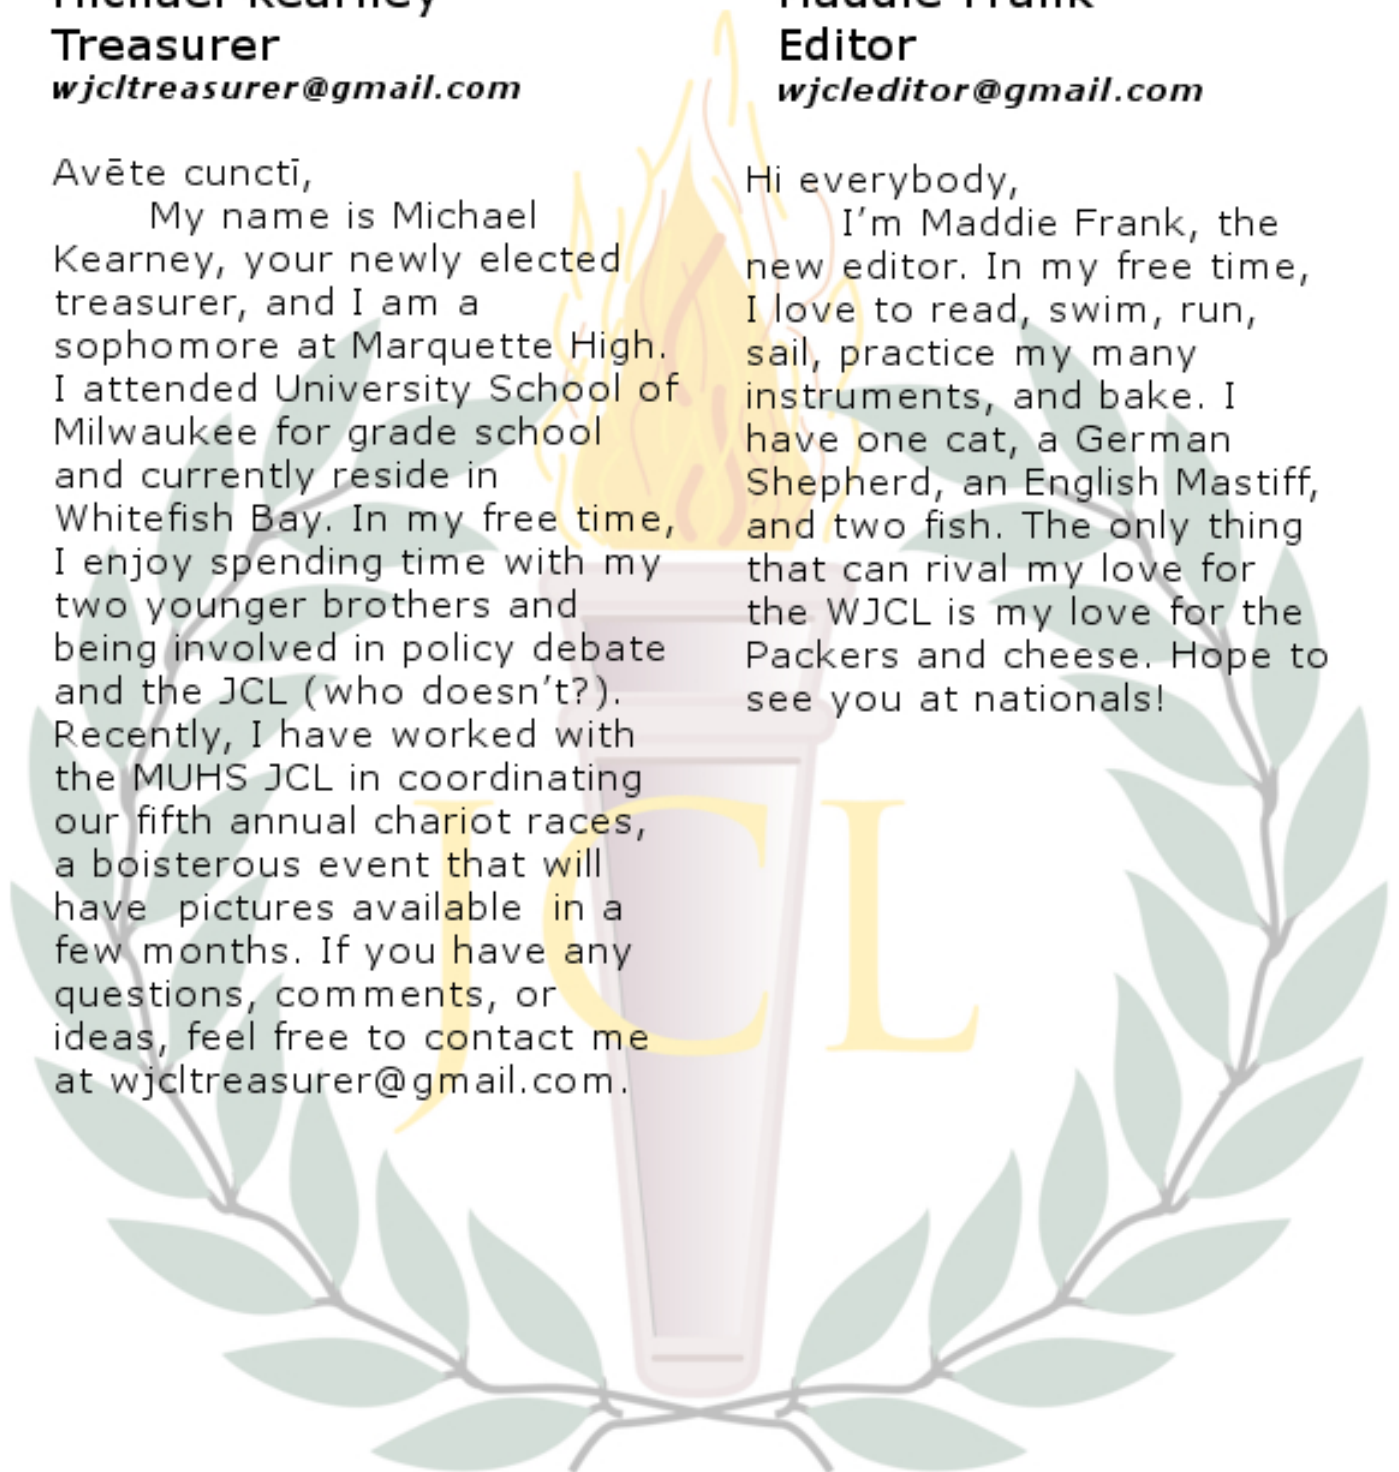 Michael Kearney
Treasurer
wjcltreasurer@gmail.com
Avēte cunctī,
My name is Michael
Kearney, your newly elected
treasurer, and I am a
sophomore at Marquette High.
I attended University School of
Milwaukee for grade school
and currently reside in
Whitefish Bay. In my free time,
I enjoy spending time with my
two younger brothers and
being involved in policy debate
and the JCL (who doesn’t?).
Recently, I have worked with
the MUHS JCL in coordinating
our fifth annual chariot races,
a boisterous event that will
have pictures available in a
few months. If you have any
questions, comments, or
ideas, feel free to contact me
at wjcltreasurer@gmail.com.
Maddie Frank
Editor
wjcleditor@gmail.com
Hi everybody,
I’m Maddie Frank, the
new editor. In my free time,
I love to read, swim, run,
sail, practice my many
instruments, and bake. I
have one cat, a German
Shepherd, an English Mastiff,
and two fish. The only thing
that can rival my love for
the WJCL is my love for the
Packers and cheese. Hope to
see you at nationals!
JCL